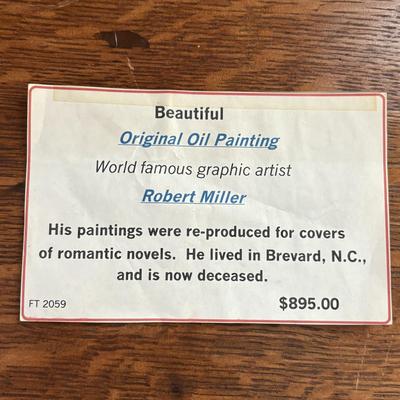 Beautiful
Original Oil Painting
World famous graphic artist
Robert Miller
His paintings were re-produced for covers
of romantic novels. He lived in Brevard, N.C.,
and is now deceased.
FT 2059 $895.00